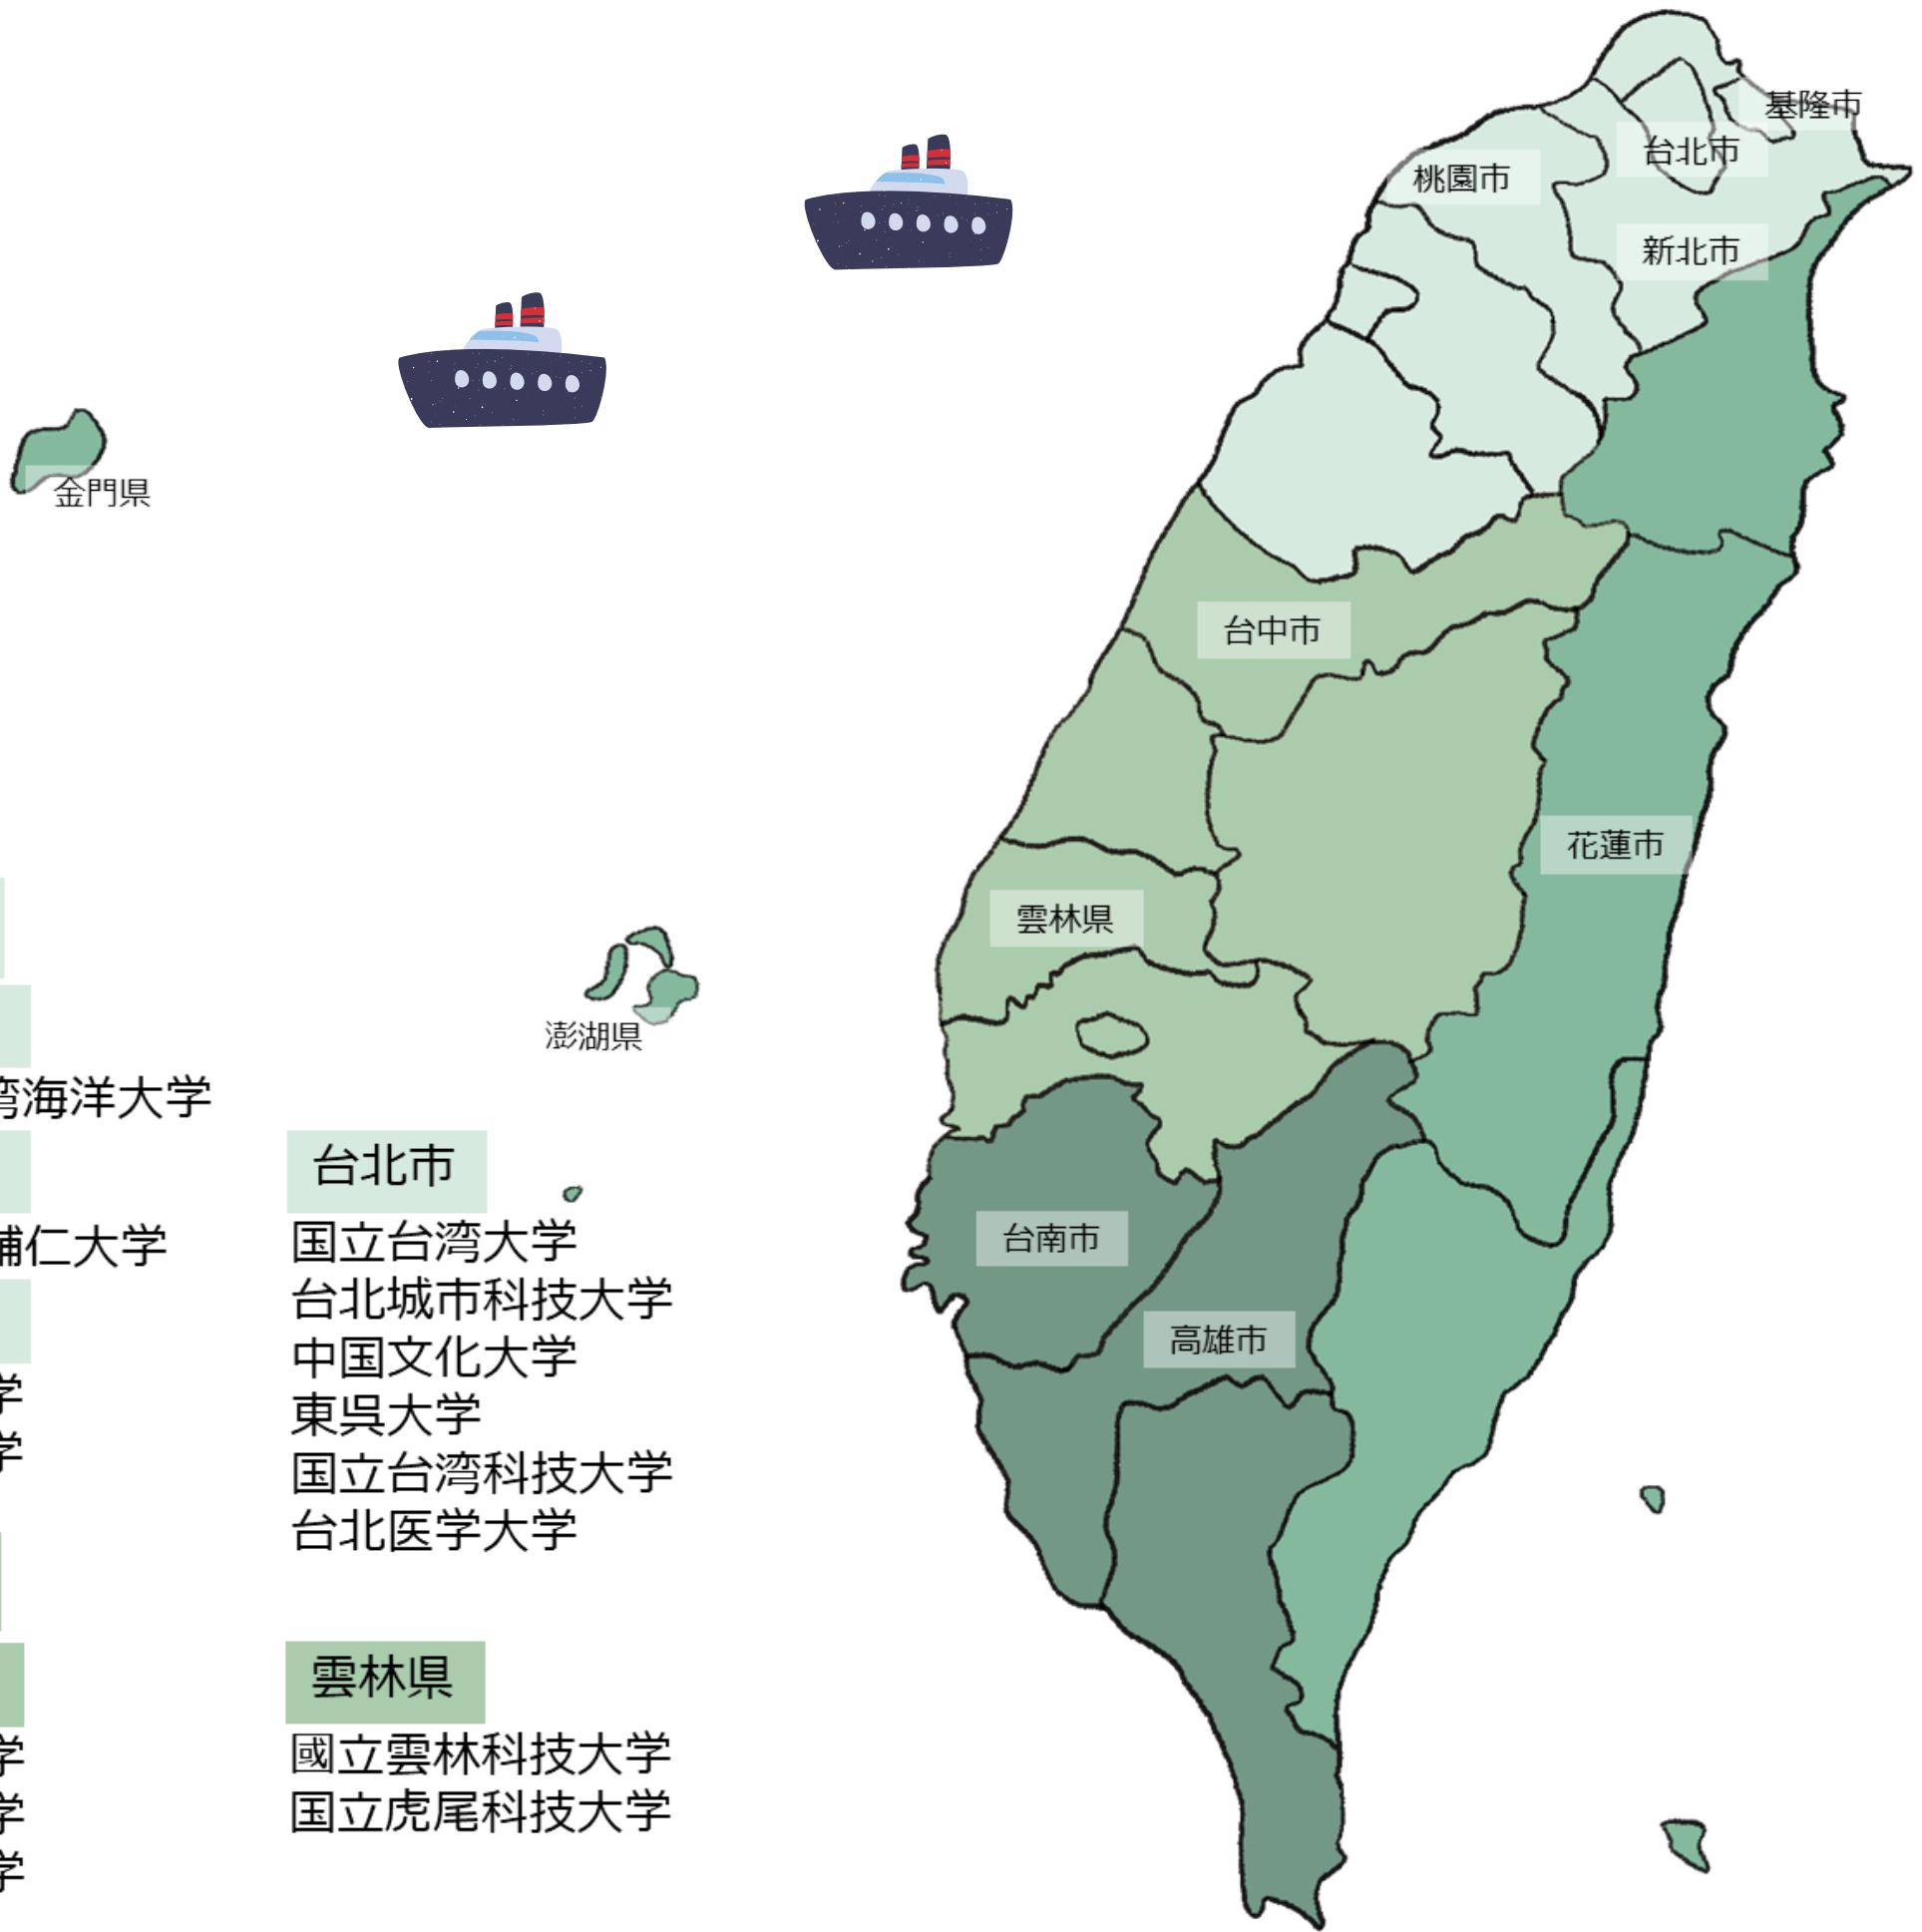 基隆市
台北市
桃園市
新北市
金門県
台中市
花蓮市
雲林県
澎湖県
湾海洋大学
台北市
輔仁大学
国立台湾大学
台南市
台北城市科技大学
高雄市
中国文化大学
学
東呉大学
学
国立台湾科技大学
台北医学大学
雲林県
学
國立雲林科技大学
学
国立虎尾科技大学
学